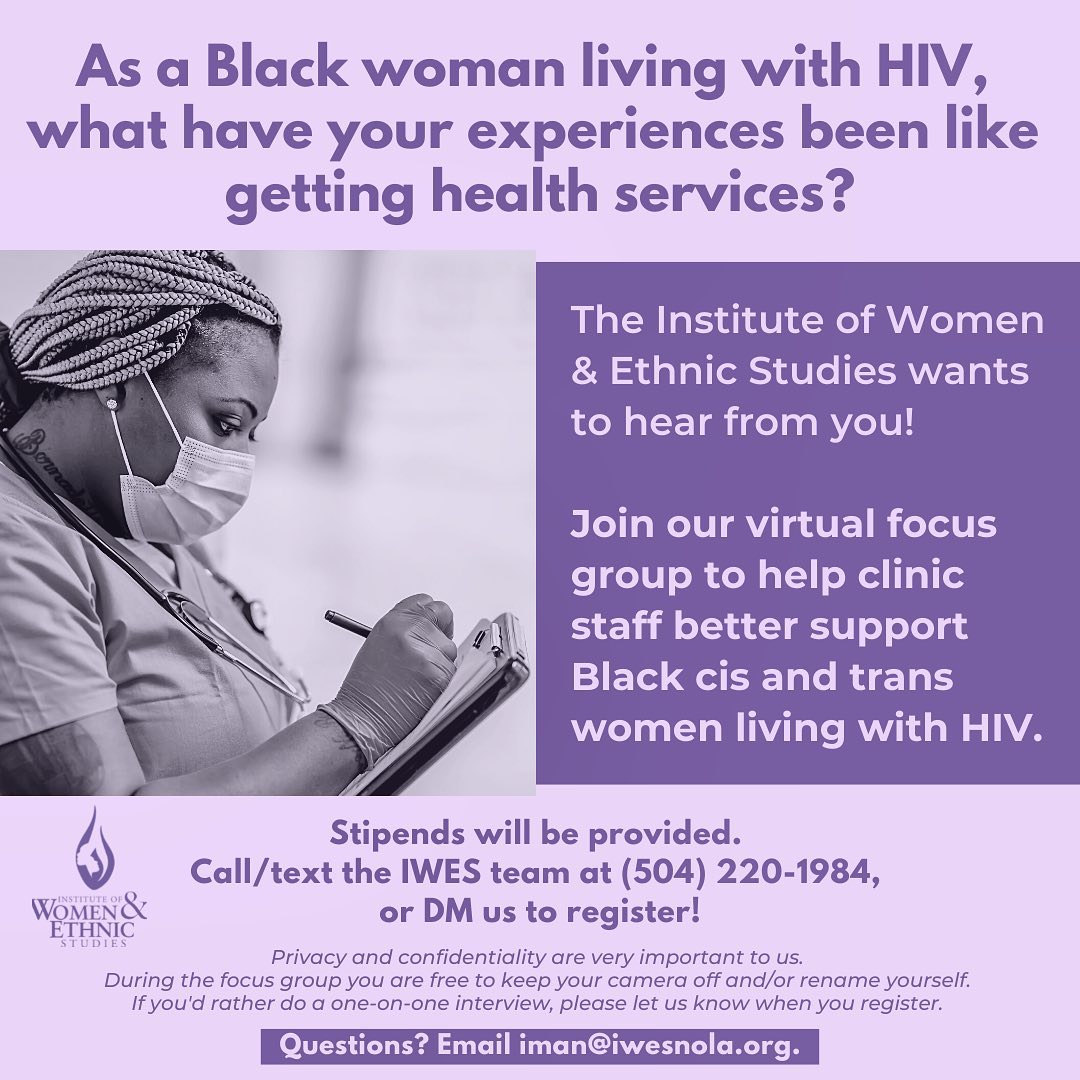 As a Black woman living with HIV,
what have your experiences been like
getting health services?
The Institute of Women
& Ethnic Studies wants
to hear from you!
Join our virtual focus
group to help clinic
staff better support
Black cis and trans
women living with HIV.
Stipends will be provided.
Call/text the IWES team at (504) 220-1984,
or DM us to register!
INSTITUTE OF
WOMEN &
ETHNIC
STUDIES
Privacy and confidentiality are very important to us.
During the focus group you are free to keep your camera off and/or rename yourself.
If you'd rather do a one-on-one interview, please let us know when you register.
Questions? Email iman@iwesnola.org.